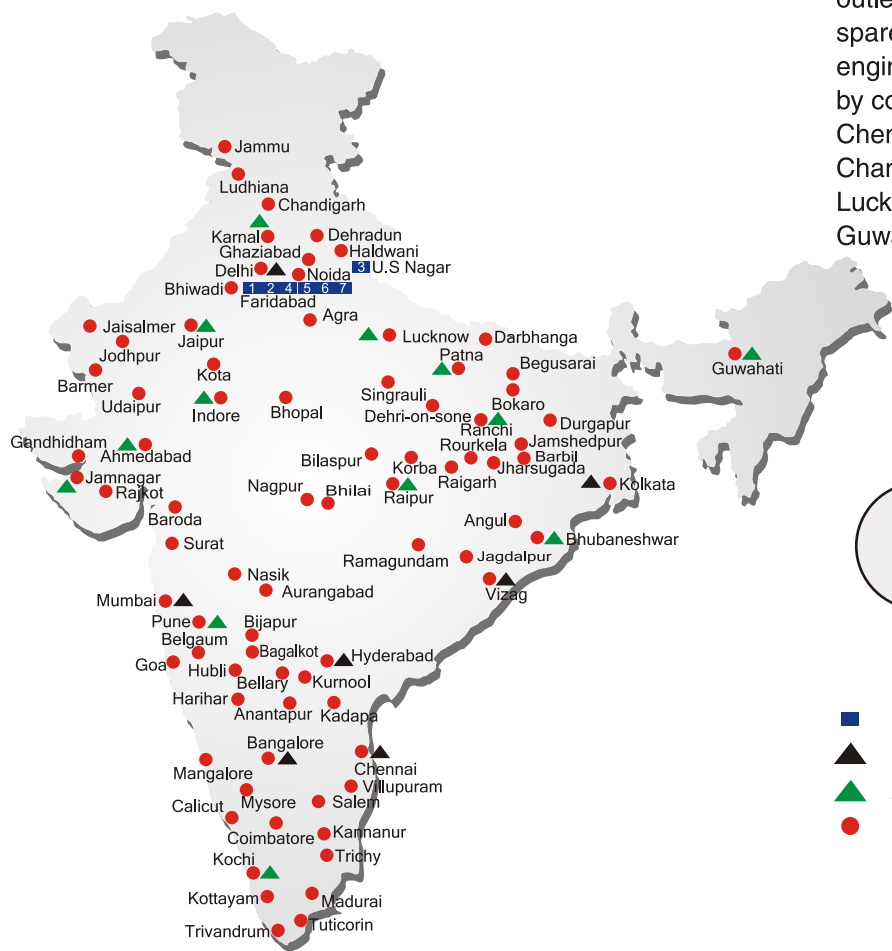 outle
spare
engin
by co
Chen
Chan
Luck
Guwa
Jammu
Ludhiana
Chandigarh
Karnal
Dehradun
Ghaziabad
Haldwani
Delhi
Noida
3 U.S Nagar
Bhiwadi
1 2 4 5 6 7
Faridabad
Agra
Jaisalmer
Jaipur
Lucknow
Darbhanga
Jodhpur
Patna
Guwahati
Kota
Begusarai
Barmer
Singrauli
Udaipur
Indore
Bhopal
Bokaro
Dehri-on-sone
Ranchi
Durgapur
Gandhidham
Ahmedabad
Rourkela
Jamshedpur
Bilaspur
Korba
Barbil
Raigarh
Jharsugada
Jamnagar
Rajkot
Nagpur
Bhilai
Raipur
Kolkata
Baroda
Angul
Surat
Bhubaneshwar
Ramagundam
Jagdalpur
Nasik
Aurangabad
Vizag
Mumbai
Pune
Bijapur
Belgaum
Bagalkot
Hyderabad
Goa
Hubli
Bellary
Kurnool
Harihar
Anantapur
Kadapa
Bangalore
Mangalore
Chennai
Villupuram
Mysore
Salem
Calicut
Coimbatore
Kannanur
Kochi
Trichy
Kottayam
Madurai
Tuticorin
Trivandrum